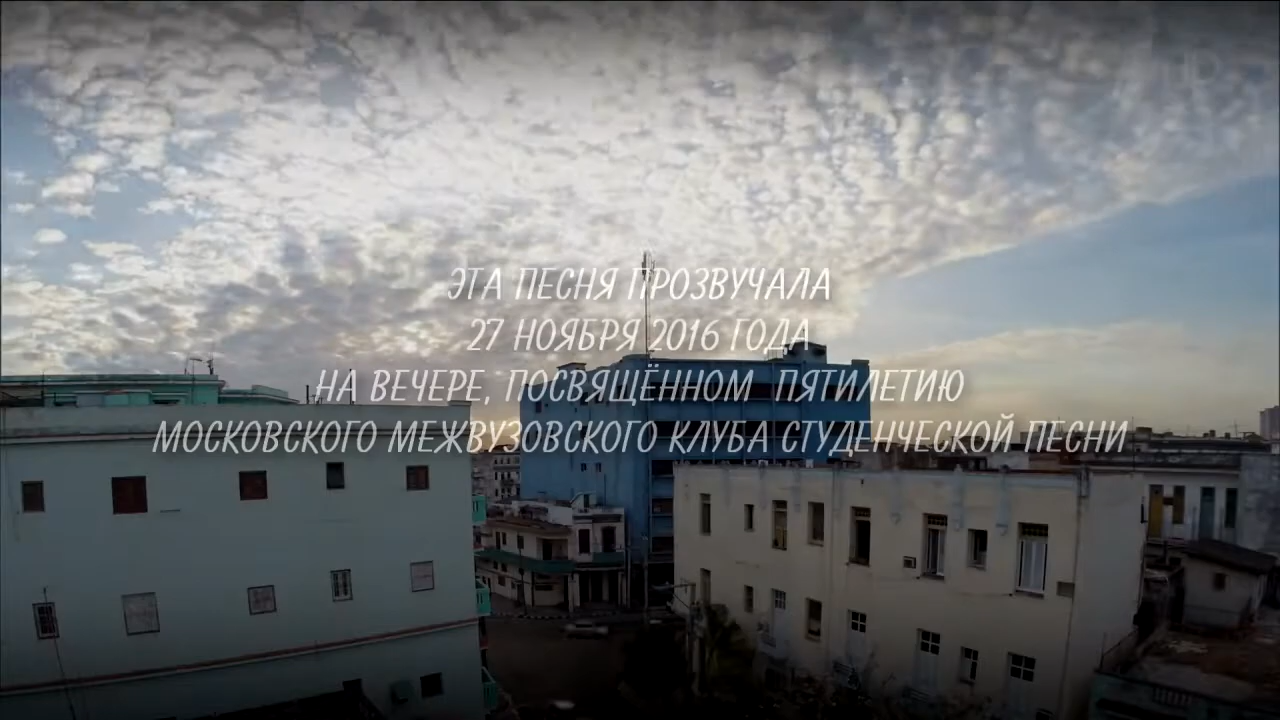 ЭТА ПЕСНЯ ПРОЗВУЧАЛА
27 НОЯБРЯ 2016 ГОДА
НА ВЕЧЕРЕ, ПОСВЯЩЁННОМ ПЯТИЛЕТИЮ
МОСКОВСКОГО МЕЖВУЗОВСКОГО КЛУБА СТУДЕНЧЕСКОЙ ПЕСНИ